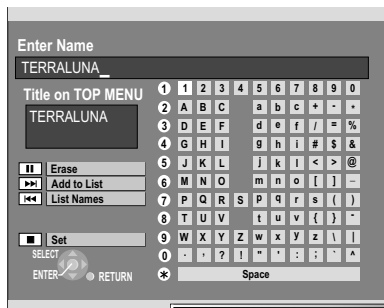 Enter Name
TERRALUNA_
Title on TOP MENU
TERRALUNA
Erase
Add to List
List Names
Set
SELECT
ENTER
RETURN
1 1 2 3 4 5 6 7 8 9 0
2 A B C a b c + - *
3 D E F d e f / = %
4 G H I g h i # $ &
5 J K L j k l < > @
6 M N O m n o [ ] _
7 P Q R S p q r s ( )
8 T U V t u v { } -
9 W X Y Z w x y z \ |
0 . , ? ! " ' : ; ` ^
* Space